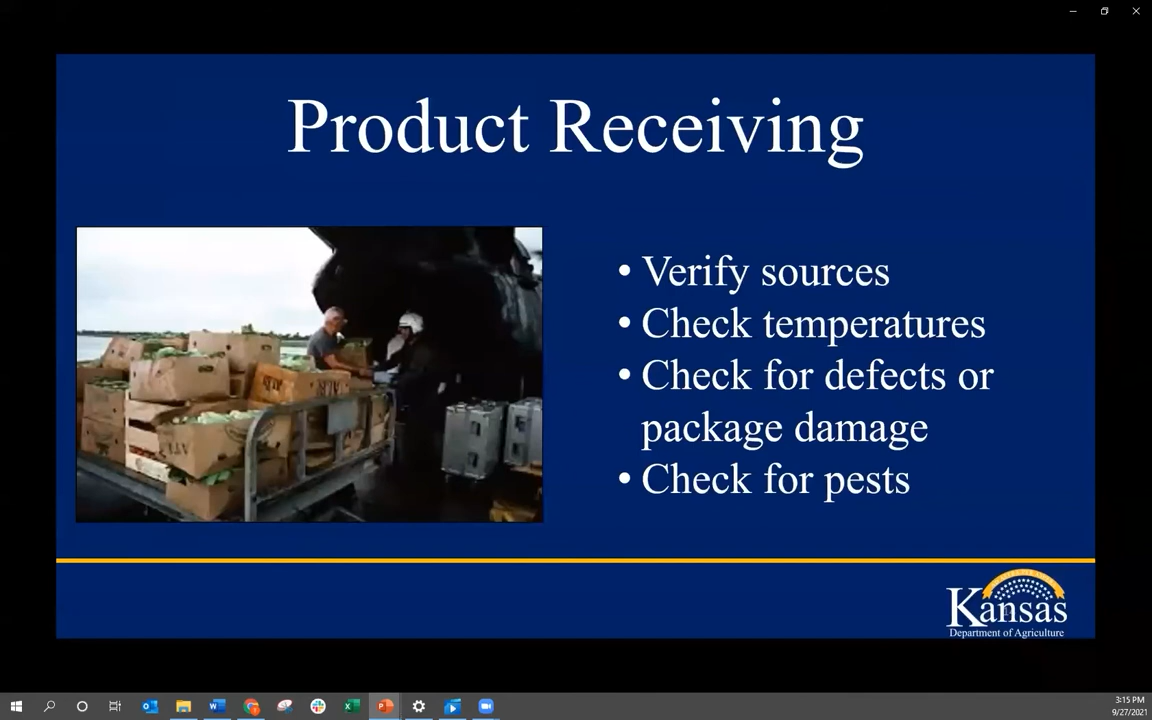 Product Receiving
• Verify sources
• Check temperatures
• Check for defects or
package damage
• Check for pests
Kansas
Department of Agriculture
3:15 PM
9/27/2021